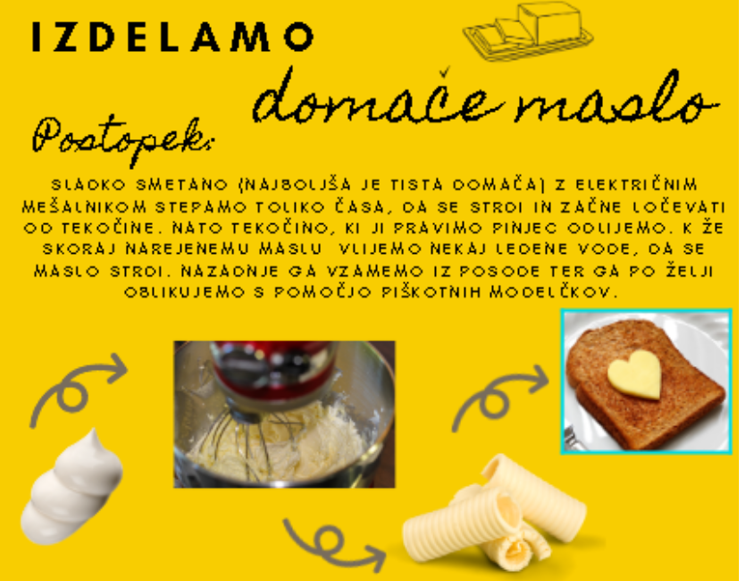 IZDELAMO
domače maslo
Postopek:
SLADKO SMETANO (NAJBOLJŠA JE TISTA DOMAČA) Z ELEKTRIČNIM
MEŠALNIKOM STEPAMO TOLIKO ČASA, DA SE STRDI IN ZAČNE LOČEVATI
OD TEKOČINE. NATO TEKOČINO, KI JI PRAVIMO PINJEC ODLIJEMO. K ŽE
SKORAJ NAREJENEMU MASLU VLIJEMO NEKAJ LEDENE VODE, DA SE
MASLO STRDI. NAZADNJE GA VZAMEMO IZ POSODE TER GA PO ŽELJI
OBLIKUJEMO S POMOČJO PIŠKOTNIH MODELČKOV.